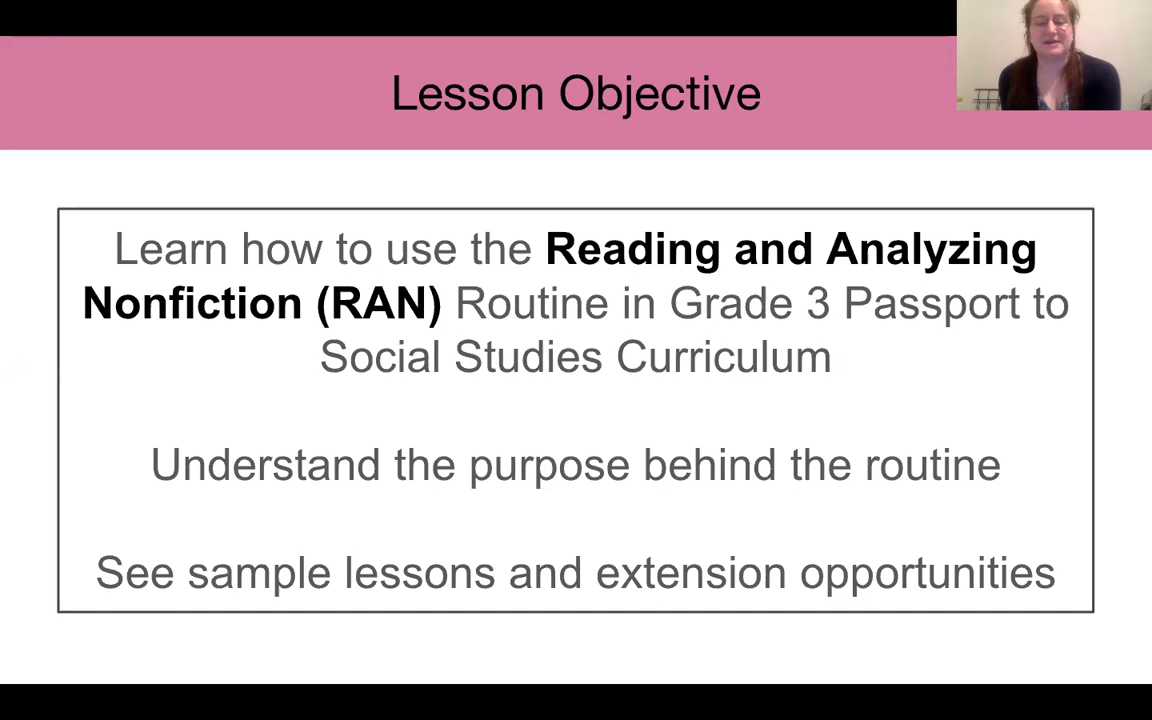 Lesson Objective
Learn how to use the Reading and Analyzing
Nonfiction (RAN) Routine in Grade 3 Passport to
Social Studies Curriculum
Understand the purpose behind the routine
See sample lessons and extension opportunities